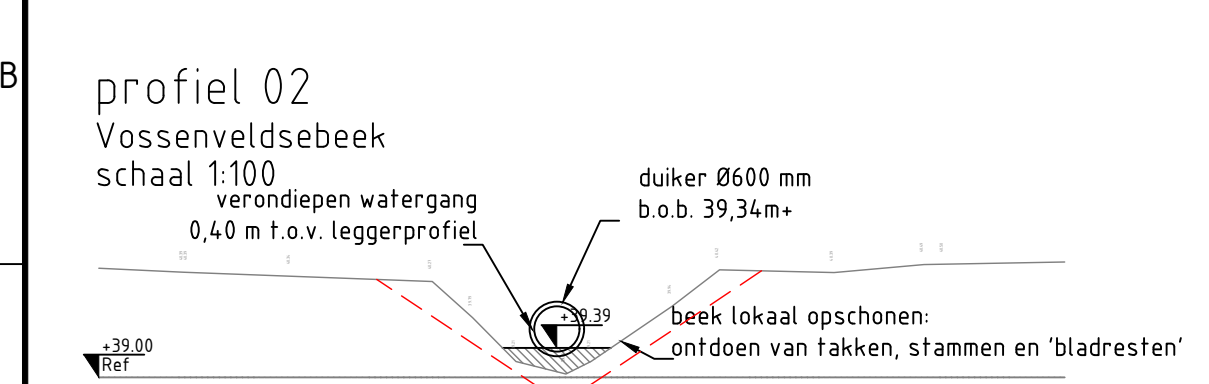 B
profiel 02
Vossenveldsebeek
schaal 1:100
verondiepen watergang
0,40 m t.o.v. leggerprofiel
duiker Ø600 mm
b.o.b. 39,34m+
+39.39
beek lokaal opschonen:
ontdoen van takken, stammen en 'bladresten'
+39.00
Ref